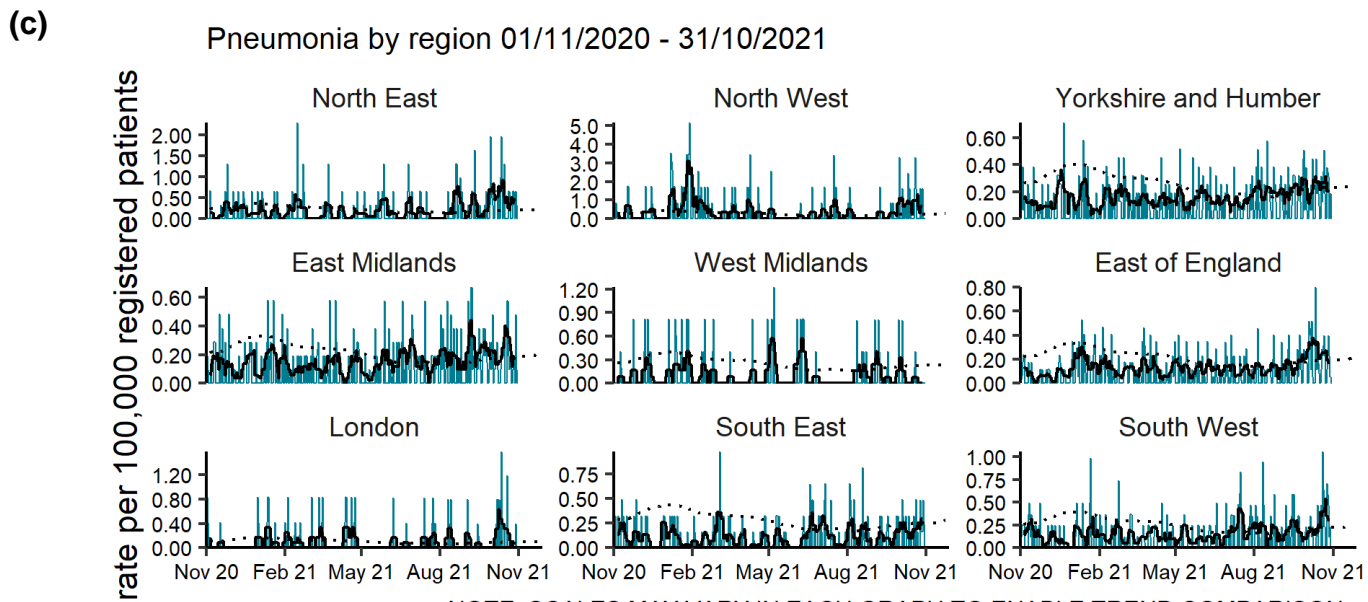 (c)
Pneumonia by region 01/11/2020 - 31/10/2021
rate per 100,000 registered patients
North East
2.00
1.50
1.00
0.50
0.00
North West
5.0
4.0
3.0
2.0
1.0
0.0
Yorkshire and Humber
0.60
0.40
0.20
0.00
East Midlands
0.60
0.40
0.20
0.00
West Midlands
1.20
0.90
0.60
0.30
0.00
East of England
0.80
0.60
0.40
0.20
0.00
London
1.20
0.80
0.40
0.00
Nov 20 Feb 21 May 21 Aug 21 Nov 21
South East
0.75
0.50
0.25
0.00
Nov 20 Feb 21 May 21 Aug 21 Nov 21
South West
1.00
0.75
0.50
0.25
0.00
Nov 20 Feb 21 May 21 Aug 21 Nov 21